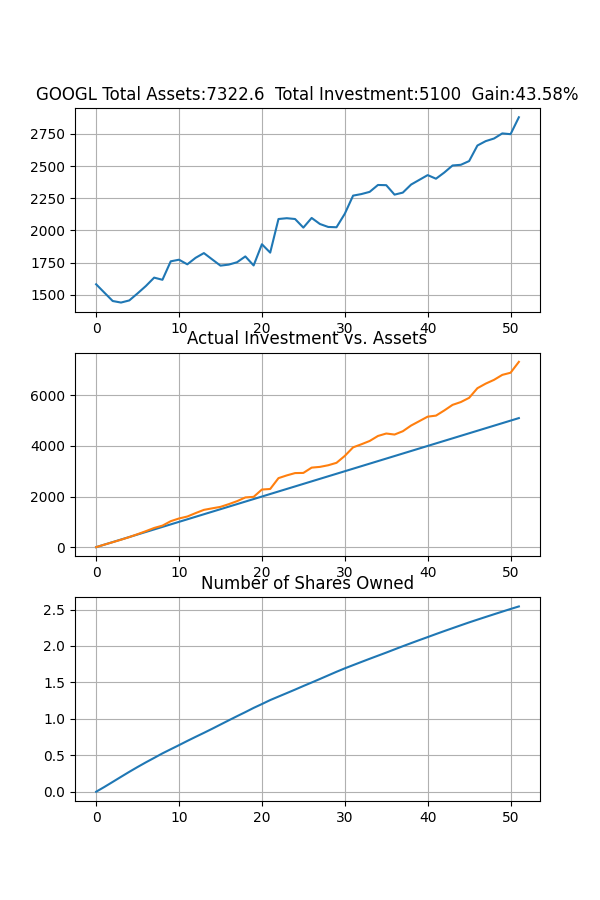 GOOGL Total Assets:7322.6  Total Investment:5100  Gain:43.58%
2750
2500
2250
2000
1750
1500
0 10 20 30 40 50
Actual Investment vs. Assets
6000
4000
2000
0
0 10 20 30 40 50
Number of Shares Owned
2.5
2.0
1.5
1.0
0.5
0.0
0 10 20 30 40 50